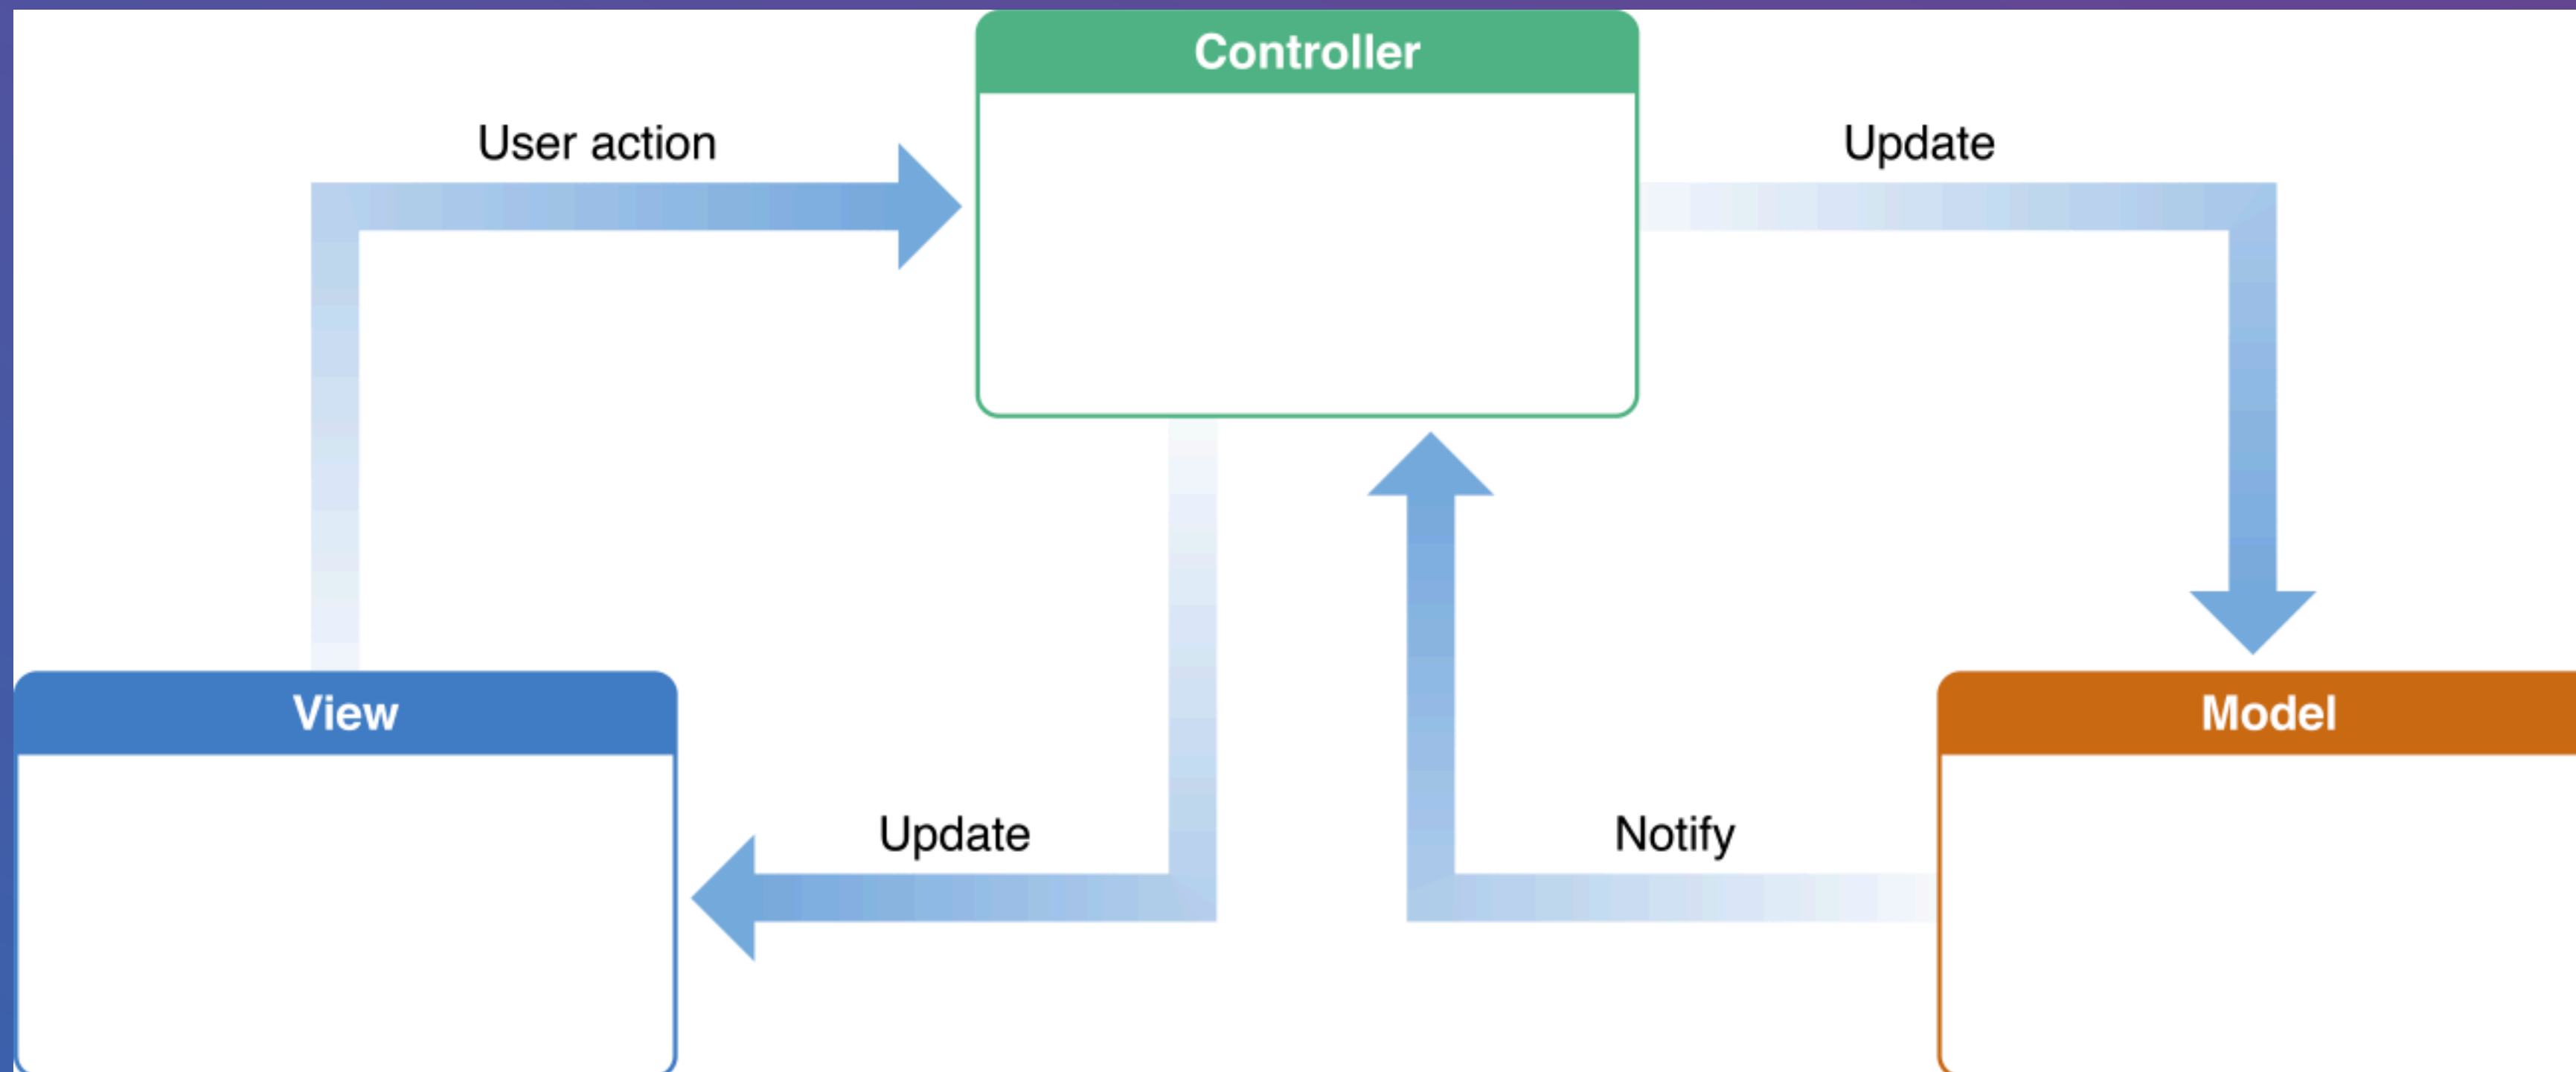 Controller
User action
Update
View
Model
Update
Notify